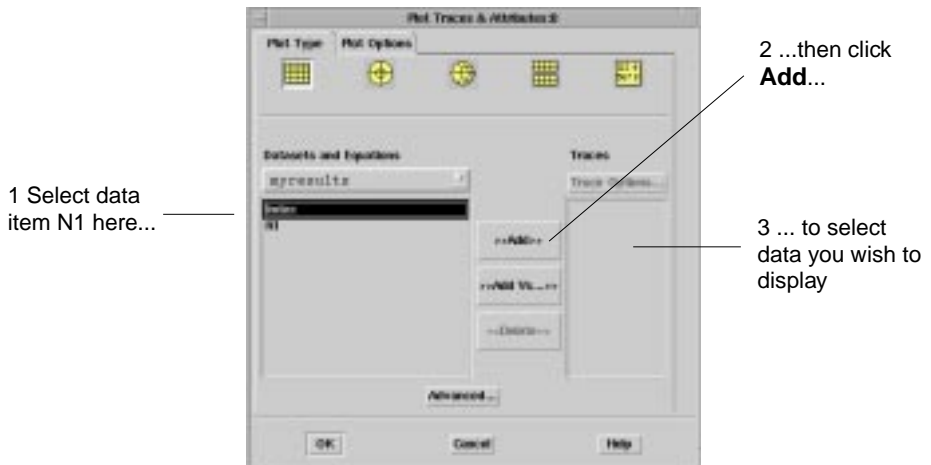 Plot Traces & Attributes:0
Plot Type Plot Options
2 ...then click
Add...
Datasets and Equations
Traces
myresults
Trace Options...
1 Select data
item N1 here...
N1
>>Add>>
3 ... to select
data you wish to
display
>>Add Vs...>>
<<Delete<<
Advanced...
OK Cancel Help